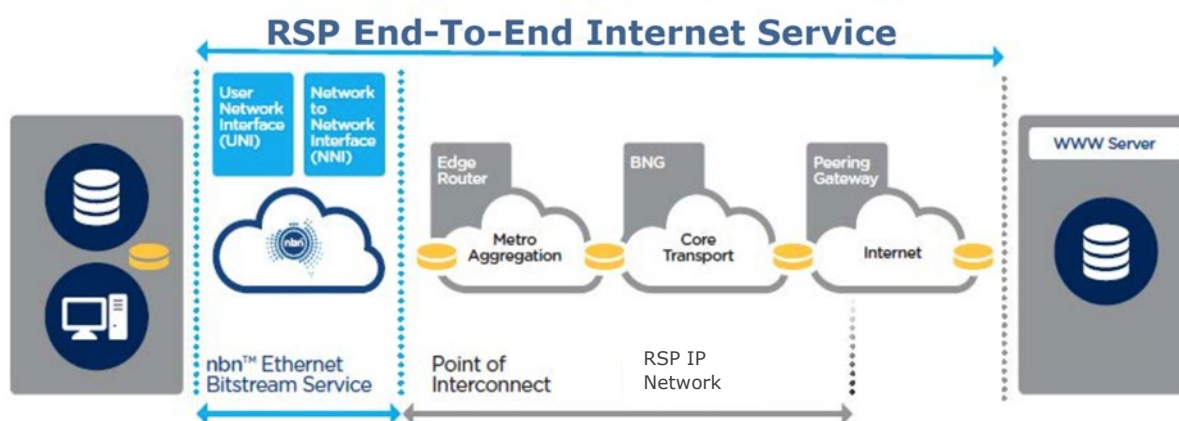 RSP End-To-End Internet Service
User
Network
Interface
(UNI)
Network
to
Network
Interface
(NNI)
Edge
Router
BNG
Peering
Gateway
WWW Server
nbn
Metro
Aggregation
Core
Transport
Internet
nbn™ Ethernet
Bitstream Service
Point of
Interconnect
RSP IP
Network